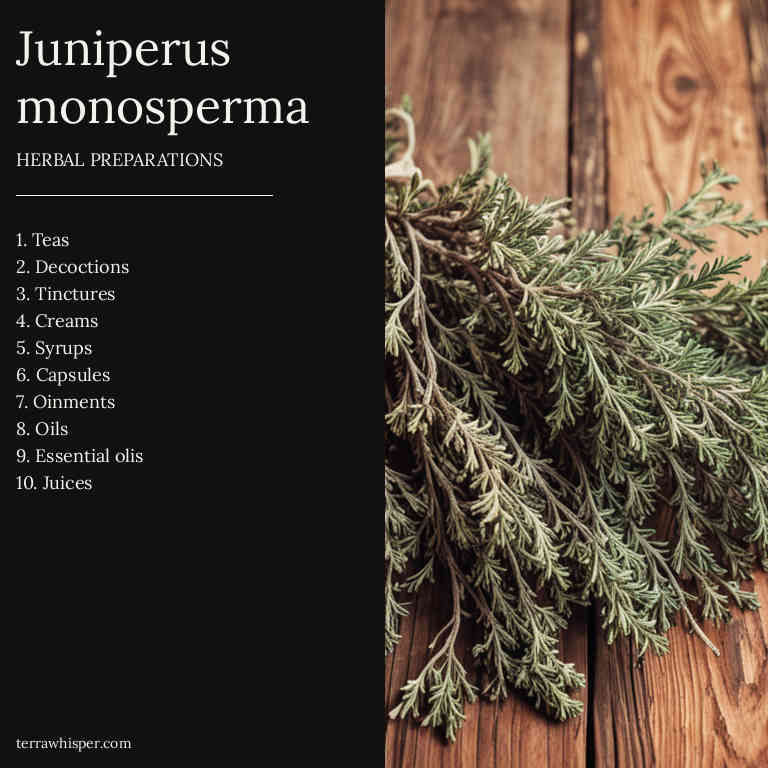 Juniperus
monosperma
HERBAL PREPARATIONS
1. Teas
2. Decoctions
3. Tinctures
4. Creams
5. Syrups
6. Capsules
7. Oinments
8. Oils
9. Essential olis
10. Juices
terrawhisper.com